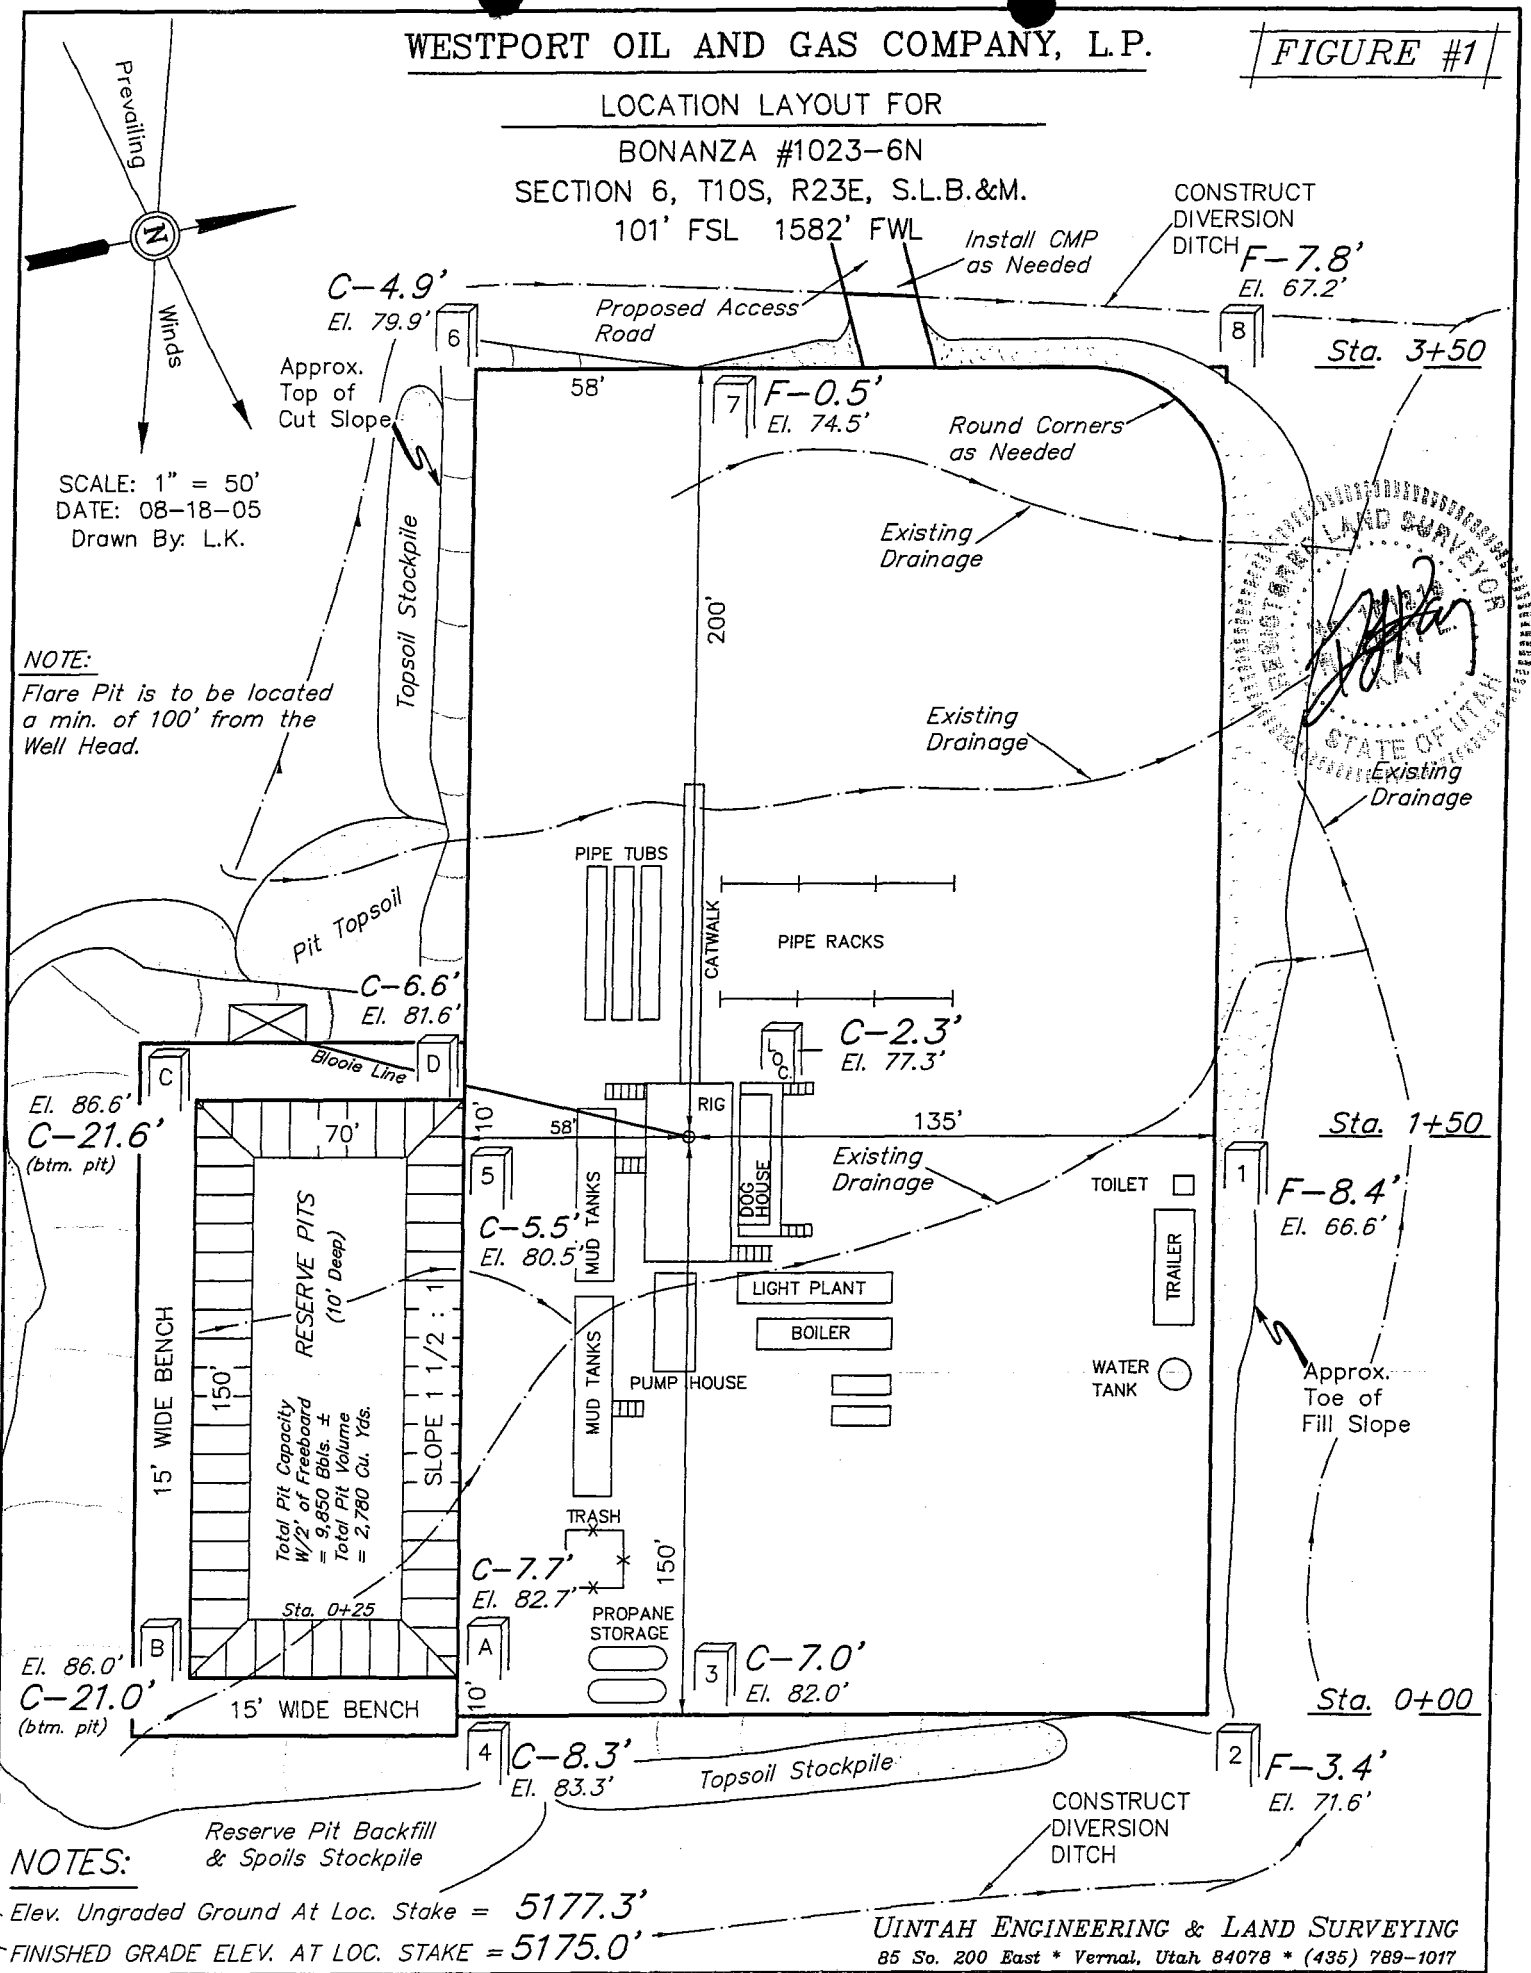 WESTPORT OIL AND GAS COMPANY, L.P.
FIGURE #1
LOCATION LAYOUT FOR
BONANZA #1023-6N
SECTION 6, T10S, R23E, S.L.B.&M.
101' FSL 1582' FWL
Prevailing
Winds
N
SCALE: 1" = 50'
DATE: 08-18-05
Drawn By: L.K.
CONSTRUCT
DIVERSION
DITCH
Install CMP
as Needed
Proposed Access
Road
C-4.9'
El. 79.9'
6
F-7.8'
El. 67.2'
8
Sta. 3+50
Approx.
Top of
Cut Slope
58'
7
F-0.5'
El. 74.5'
Round Corners
as Needed
Existing
Drainage
Topsoil Stockpile
200'
REGISTERED LAND SURVEYOR
KAY
STATE OF UTAH
NOTE:
Flare Pit is to be located
a min. of 100' from the
Well Head.
Existing
Drainage
Existing
Drainage
PIPE TUBS
CATWALK
PIPE RACKS
Pit Topsoil
C-6.6'
El. 81.6'
D
Blooie Line
C
El. 86.6'
C-21.6'
(btm. pit)
LOC.
C-2.3'
El. 77.3'
RIG
70'
10'
58'
135'
Sta. 1+50
5
C-5.5'
El. 80.5'
MUD TANKS
DOG
HOUSE
Existing
Drainage
TOILET
1
F-8.4'
El. 66.6'
TRAILER
RESERVE PITS
(10' Deep)
SLOPE 1 1/2 : 1
15' WIDE BENCH
150'
Total Pit Capacity
W/2' of Freeboard
= 9,850 Bbls. ±
Total Pit Volume
= 2,780 Cu. Yds.
LIGHT PLANT
BOILER
MUD TANKS
PUMP HOUSE
WATER
TANK
Approx.
Toe of
Fill Slope
TRASH
C-7.7'
El. 82.7'
150'
Sta. 0+25
PROPANE
STORAGE
B
El. 86.0'
C-21.0'
(btm. pit)
A
10'
15' WIDE BENCH
3
C-7.0'
El. 82.0'
Sta. 0+00
4
C-8.3'
El. 83.3'
Topsoil Stockpile
2
F-3.4'
El. 71.6'
CONSTRUCT
DIVERSION
DITCH
Reserve Pit Backfill
& Spoils Stockpile
NOTES:
Elev. Ungraded Ground At Loc. Stake = 5177.3'
FINISHED GRADE ELEV. AT LOC. STAKE = 5175.0'
UINTAH ENGINEERING & LAND SURVEYING
85 So. 200 East * Vernal, Utah 84078 * (435) 789-1017